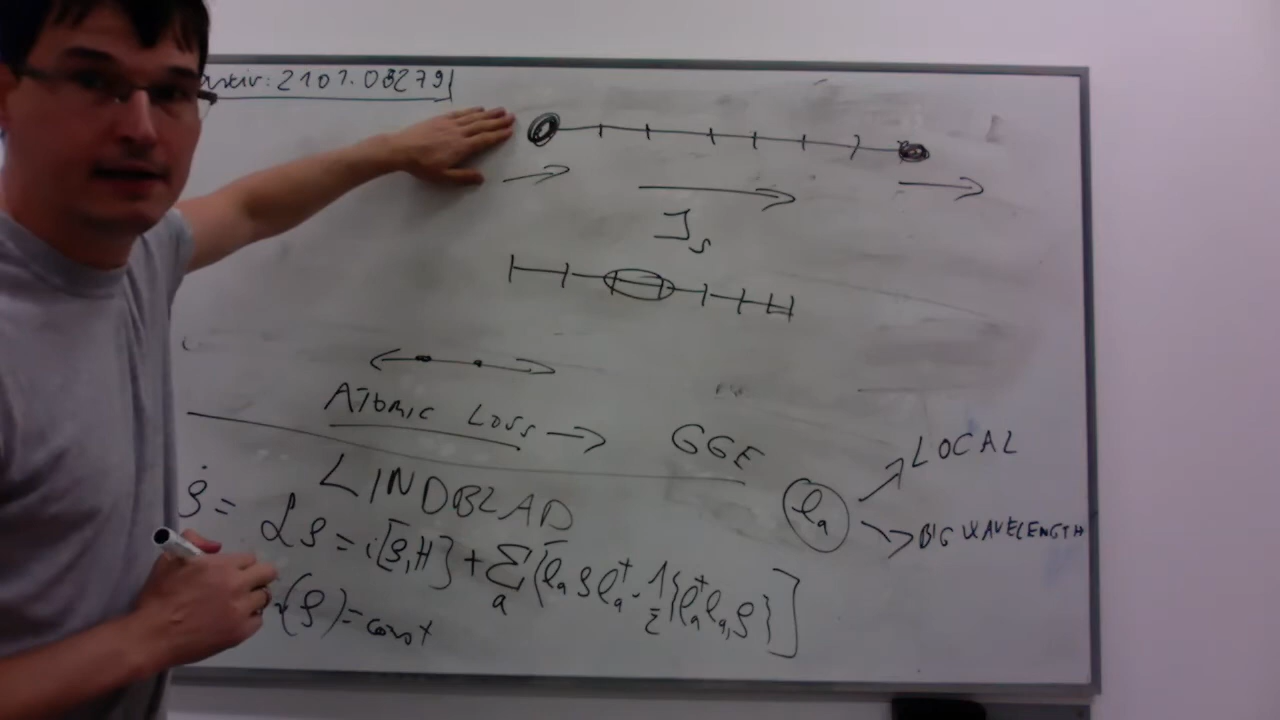 arxiv: 2107.03279
J_s
ATOMIC LOSS → GGE
LINDBLAD
ρ̇ = ℒρ = i[ρ,H] + Σ_a [ℓ_a ρ ℓ_a† - 1/2 {ℓ_a† ℓ_a, ρ}]
(ρ) = const
ℓ_a
LOCAL
BIG WAVELENGTH